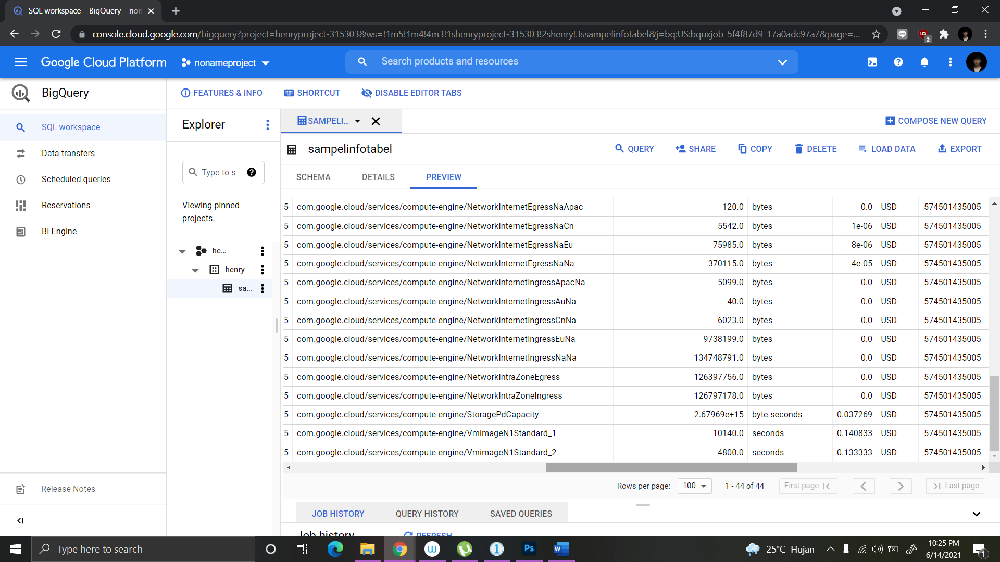 SQL workspace – BigQuery – non
console.cloud.google.com/bigquery?project=henryproject-315303&ws=!1m5!1m4!4m3!1shenryproject-315303!2shenry!3ssampelinfotabel&j=bq:US:bquxjob_5f4f87d9_17a0adc97a7&page=...
2
Google Cloud Platform
nonameproject
Search products and resources
BigQuery
FEATURES & INFO
SHORTCUT
DISABLE EDITOR TABS
SQL workspace
Data transfers
Scheduled queries
Reservations
BI Engine
Release Notes
Explorer
Type to s
Viewing pinned
projects.
he...
henry
sa...
SAMPELI...
COMPOSE NEW QUERY
sampelinfotabel
QUERY
SHARE
COPY
DELETE
LOAD DATA
EXPORT
SCHEMA
DETAILS
PREVIEW
5 com.google.cloud/services/compute-engine/NetworkInternetEgressNaApac 120.0 bytes 0.0 USD 574501435005
5 com.google.cloud/services/compute-engine/NetworkInternetEgressNaCn 5542.0 bytes 1e-06 USD 574501435005
5 com.google.cloud/services/compute-engine/NetworkInternetEgressNaEu 75985.0 bytes 8e-06 USD 574501435005
5 com.google.cloud/services/compute-engine/NetworkInternetEgressNaNa 370115.0 bytes 4e-05 USD 574501435005
5 com.google.cloud/services/compute-engine/NetworkInternetIngressApacNa 5099.0 bytes 0.0 USD 574501435005
5 com.google.cloud/services/compute-engine/NetworkInternetIngressAuNa 40.0 bytes 0.0 USD 574501435005
5 com.google.cloud/services/compute-engine/NetworkInternetIngressCnNa 6023.0 bytes 0.0 USD 574501435005
5 com.google.cloud/services/compute-engine/NetworkInternetIngressEuNa 9738199.0 bytes 0.0 USD 574501435005
5 com.google.cloud/services/compute-engine/NetworkInternetIngressNaNa 134748791.0 bytes 0.0 USD 574501435005
5 com.google.cloud/services/compute-engine/NetworkIntraZoneEgress 126397756.0 bytes 0.0 USD 574501435005
5 com.google.cloud/services/compute-engine/NetworkIntraZoneIngress 126797178.0 bytes 0.0 USD 574501435005
5 com.google.cloud/services/compute-engine/StoragePdCapacity 2.67969e+15 byte-seconds 0.037269 USD 574501435005
5 com.google.cloud/services/compute-engine/VmimageN1Standard_1 10140.0 seconds 0.140833 USD 574501435005
5 com.google.cloud/services/compute-engine/VmimageN1Standard_2 4800.0 seconds 0.133333 USD 574501435005
Rows per page: 100 1 - 44 of 44 First page Last page
JOB HISTORY
QUERY HISTORY
SAVED QUERIES
Job history
REFRESH
Type here to search
25°C Hujan
10:25 PM
6/14/2021
1